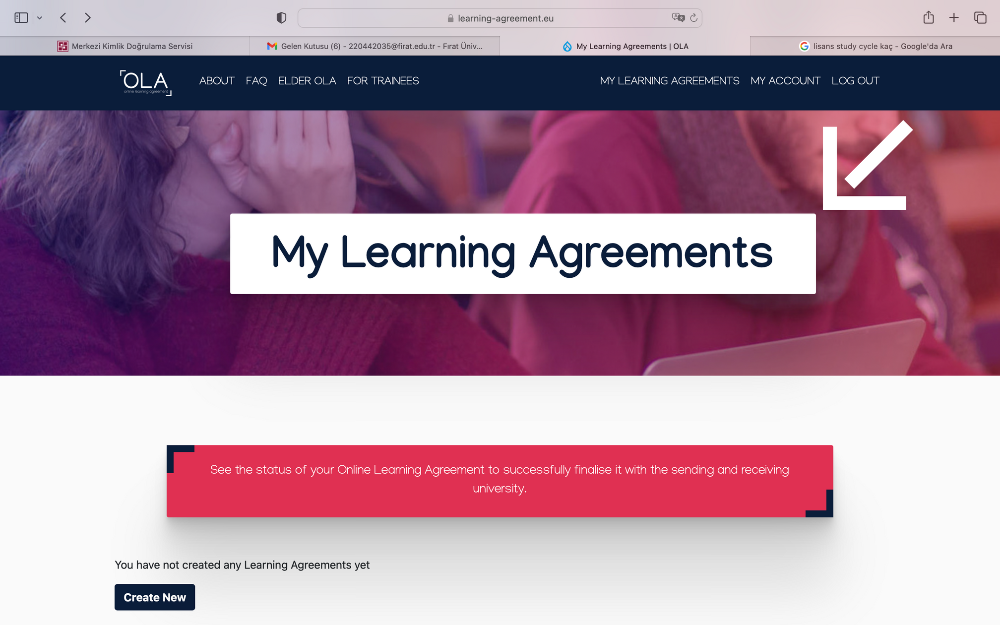 learning-agreement.eu
Merkezi Kimlik Doğrulama Servisi
Gelen Kutusu (6) - 220442035@firat.edu.tr - Fırat Üniv...
My Learning Agreements | OLA
lisans study cycle kaç - Google'da Ara
OLA
online learning agreement
ABOUT FAQ ELDER OLA FOR TRAINEES MY LEARNING AGREEMENTS MY ACCOUNT LOG OUT
My Learning Agreements
See the status of your Online Learning Agreement to successfully finalise it with the sending and receiving
university.
You have not created any Learning Agreements yet
Create New